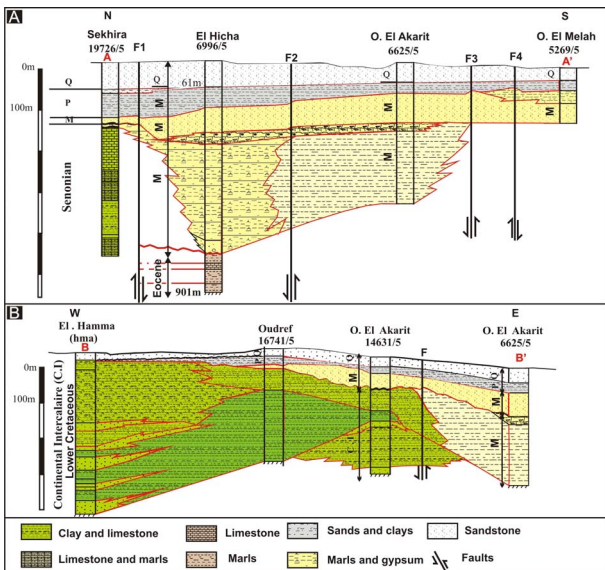 A
N
S
Sekhira
19726/5
F1
El Hicha
6996/5
F2
O. El Akarit
6625/5
F3
F4
O. El Melah
5269/5
A
A'
0m
100m
Q
P
M
Q
61m
M
M
Q
M
Q
M
Senonian
Eocene
901m
B
W
E
El . Hamma
(hma)
B
Oudref
16741/5
O. El Akarit
14631/5
F
O. El Akarit
6625/5
B'
0m
100m
Continental Intercalaire (C.I)
Lower Cretaceous
Q
P
Q
M
Q
P
M
M
Clay and limestone
Limestone
Sands and clays
Sandstone
Limestone and marls
Marls
Marls and gypsum
Faults